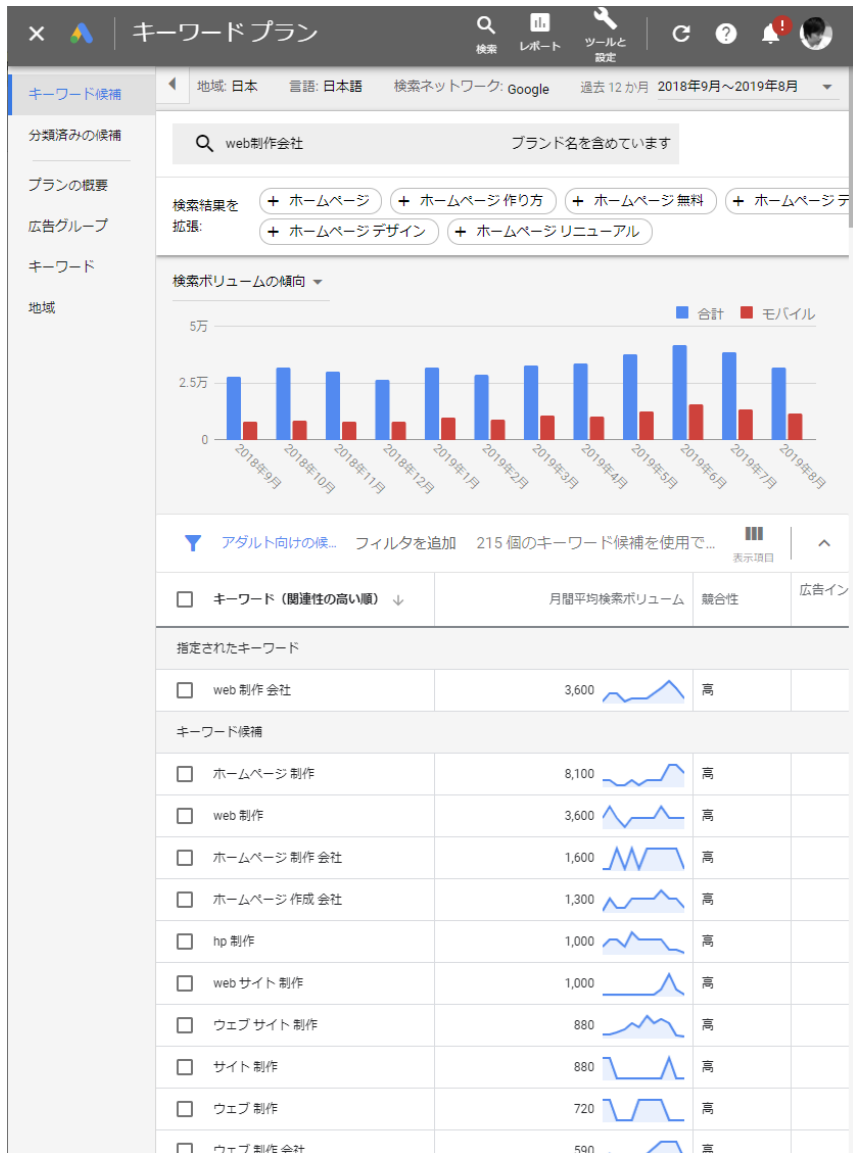 キーワード プラン
検索
レポート
ツールと
設定
!
キーワード候補
分類済みの候補
プランの概要
広告グループ
キーワード
地域
地域: 日本 言語: 日本語 検索ネットワーク: Google 過去 12 か月 2018年9月～2019年8月
web制作会社 ブランド名を含めています
検索結果を
拡張:
+ ホームページ + ホームページ 作り方 + ホームページ 無料 + ホームページ デ
+ ホームページ デザイン + ホームページ リニューアル
検索ボリュームの傾向
合計 モバイル
5万
2.5万
0
2018年9月 2018年10月 2018年11月 2018年12月 2019年1月 2019年2月 2019年3月 2019年4月 2019年5月 2019年6月 2019年7月 2019年8月
アダルト向けの候... フィルタを追加 215 個のキーワード候補を使用で...
表示項目
キーワード（関連性の高い順） 月間平均検索ボリューム 競合性 広告イン
指定されたキーワード
web 制作 会社 3,600 高
キーワード候補
ホームページ 制作 8,100 高
web 制作 3,600 高
ホームページ 制作 会社 1,600 高
ホームページ 作成 会社 1,300 高
hp 制作 1,000 高
web サイト 制作 1,000 高
ウェブ サイト 制作 880 高
サイト 制作 880 高
ウェブ 制作 720 高
ウェブ 制作 会社 590 高